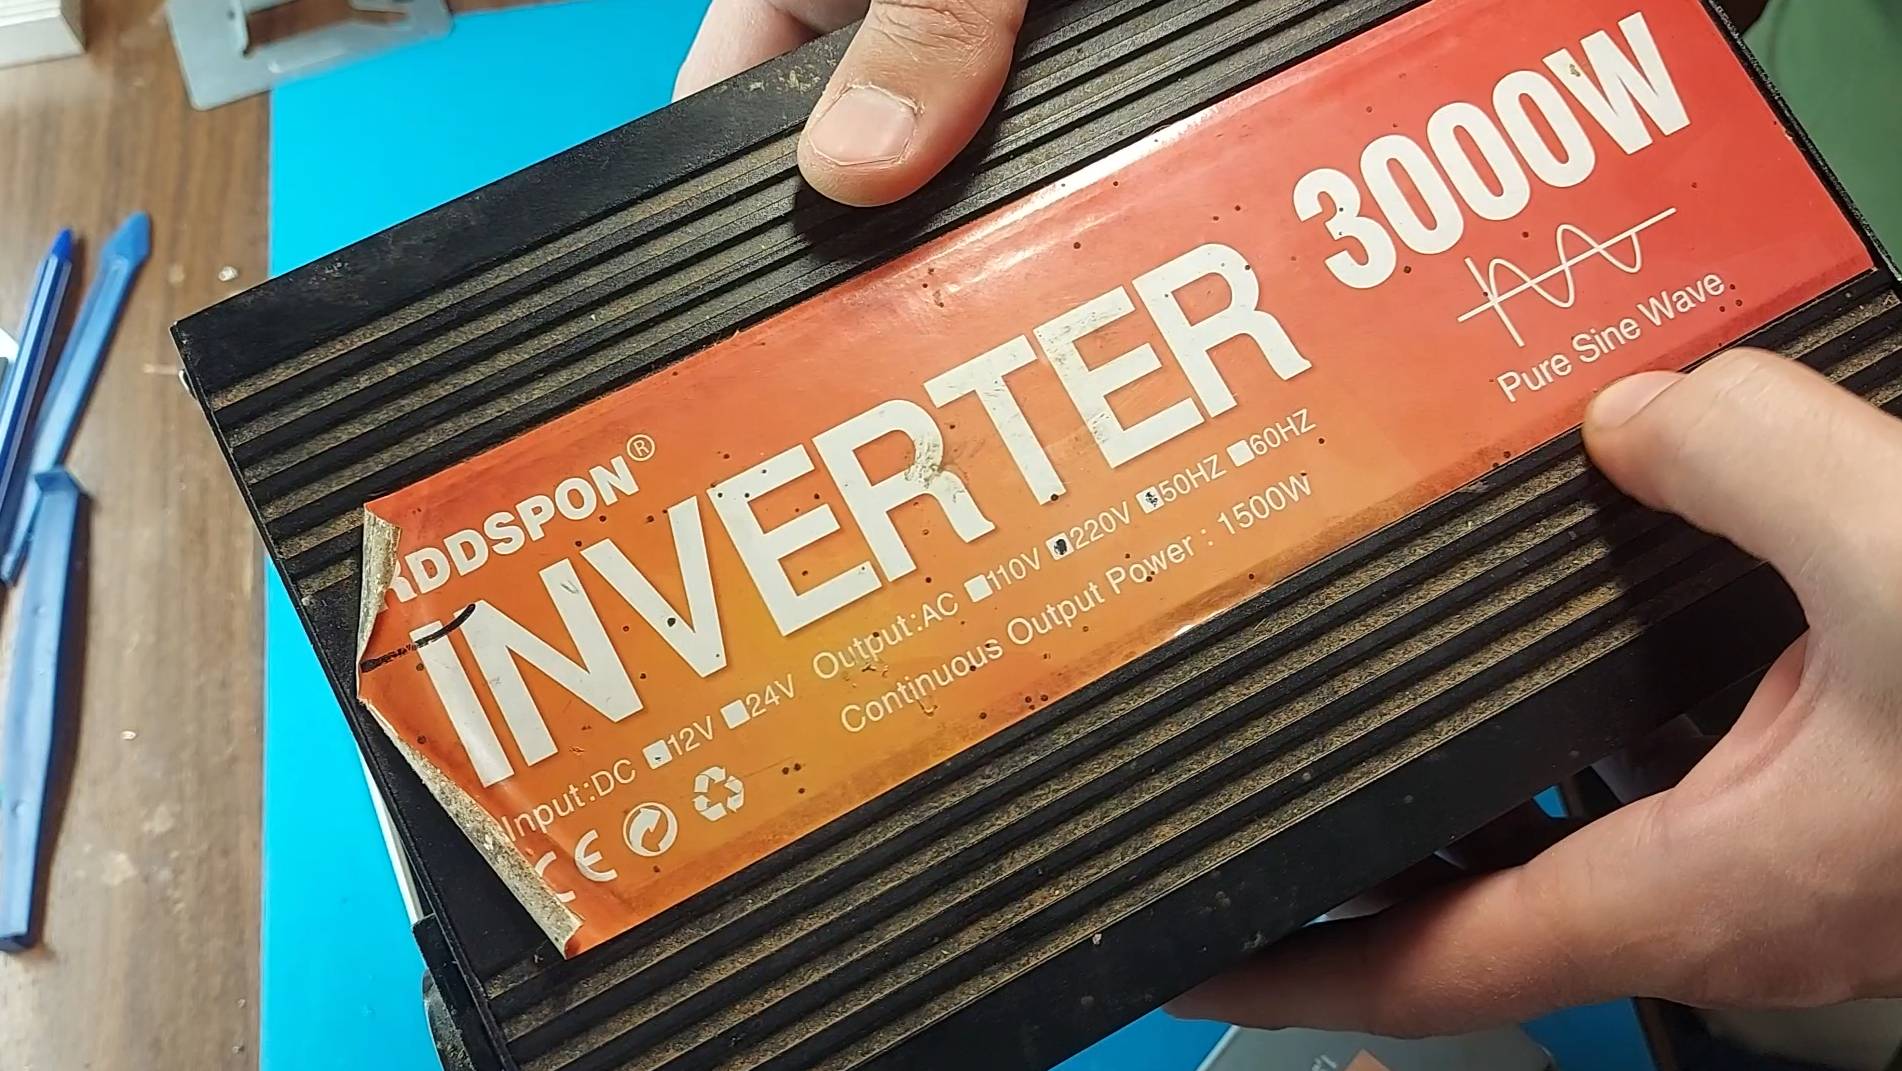 RDDSPON®
INVERTER
3000W
Pure Sine Wave
Input:DC 12V 24V Output:AC 110V 220V 50HZ 60HZ
Continuous Output Power : 1500W
CE